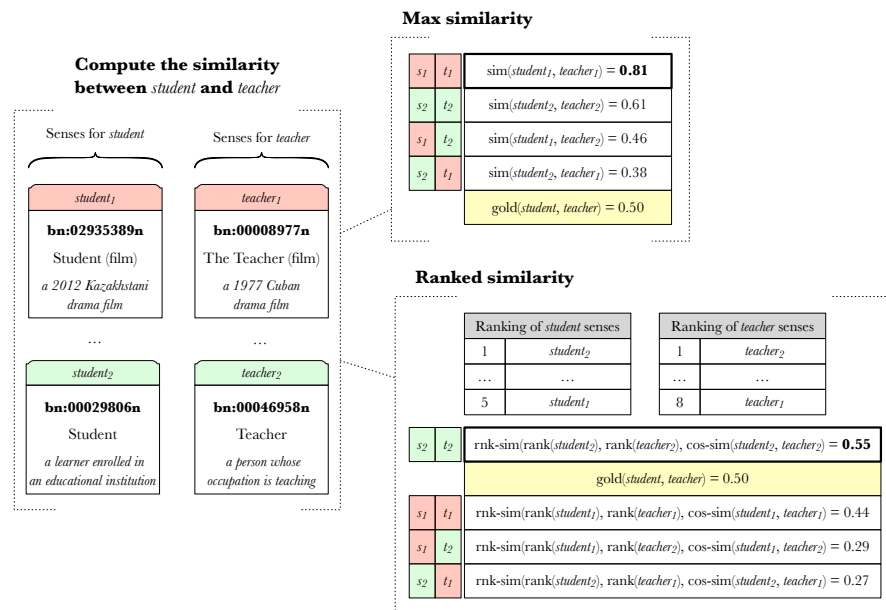 Compute the similarity
between student and teacher
Senses for student
Senses for teacher
student₁
bn:02935389n
Student (film)
a 2012 Kazakhstani
drama film
teacher₁
bn:00008977n
The Teacher (film)
a 1977 Cuban
drama film
...
...
student₂
bn:00029806n
Student
a learner enrolled in
an educational institution
teacher₂
bn:00046958n
Teacher
a person whose
occupation is teaching
Max similarity
s₁ t₁ sim(student₁, teacher₁) = 0.81
s₂ t₂ sim(student₂, teacher₂) = 0.61
s₁ t₂ sim(student₁, teacher₂) = 0.46
s₂ t₁ sim(student₂, teacher₁) = 0.38
gold(student, teacher) = 0.50
Ranked similarity
Ranking of student senses
1 student₂
... ...
5 student₁
Ranking of teacher senses
1 teacher₂
... ...
8 teacher₁
s₂ t₂ rnk-sim(rank(student₂), rank(teacher₂), cos-sim(student₂, teacher₂) = 0.55
gold(student, teacher) = 0.50
s₁ t₁ rnk-sim(rank(student₁), rank(teacher₁), cos-sim(student₁, teacher₁) = 0.44
s₁ t₂ rnk-sim(rank(student₁), rank(teacher₂), cos-sim(student₁, teacher₂) = 0.29
s₂ t₁ rnk-sim(rank(student₂), rank(teacher₁), cos-sim(student₂, teacher₁) = 0.27